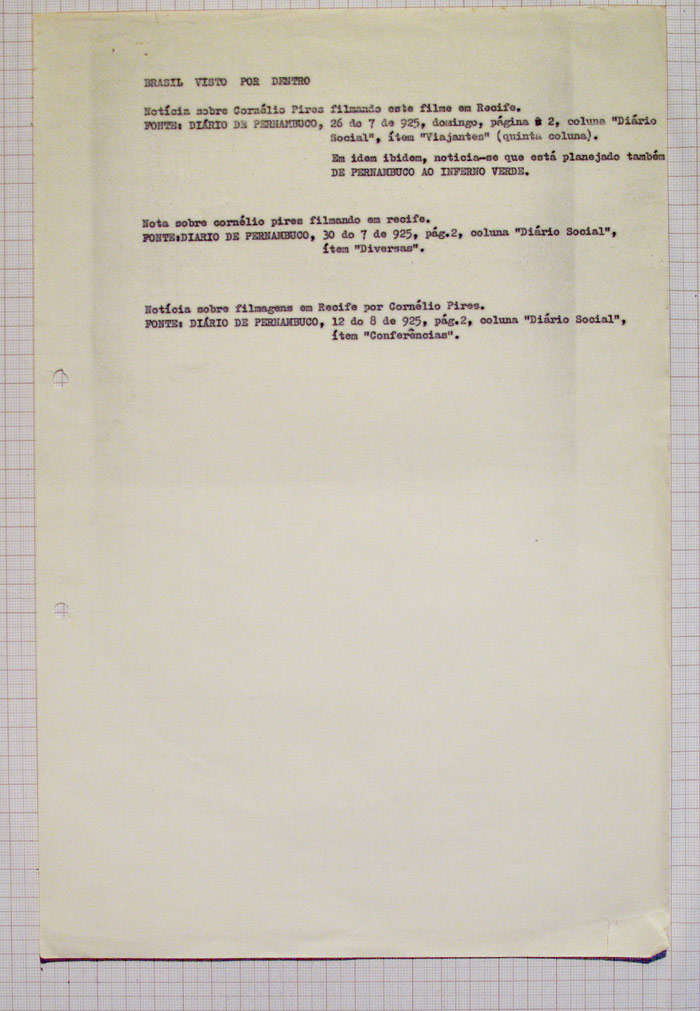 BRASIL VISTO POR DENTRO
Notícia sobre Cornélio Pires filmando este filme em Recife.
FONTE: DIÁRIO DE PERNAMBUCO, 26 do 7 de 925, domingo, página 2, coluna "Diário
Social", ítem "Viajantes" (quinta coluna).
Em idem ibidem, noticia-se que está planejado também
DE PERNAMBUCO AO INFERNO VERDE.
Nota sobre cornélio pires filmando em recife.
FONTE:DIARIO DE PERNAMBUCO, 30 do 7 de 925, pág.2, coluna "Diário Social",
ítem "Diversas".
Notícia sobre filmagens em Recife por Cornélio Pires.
FONTE: DIÁRIO DE PERNAMBUCO, 12 do 8 de 925, pág.2, coluna "Diário Social",
ítem "Conferências".